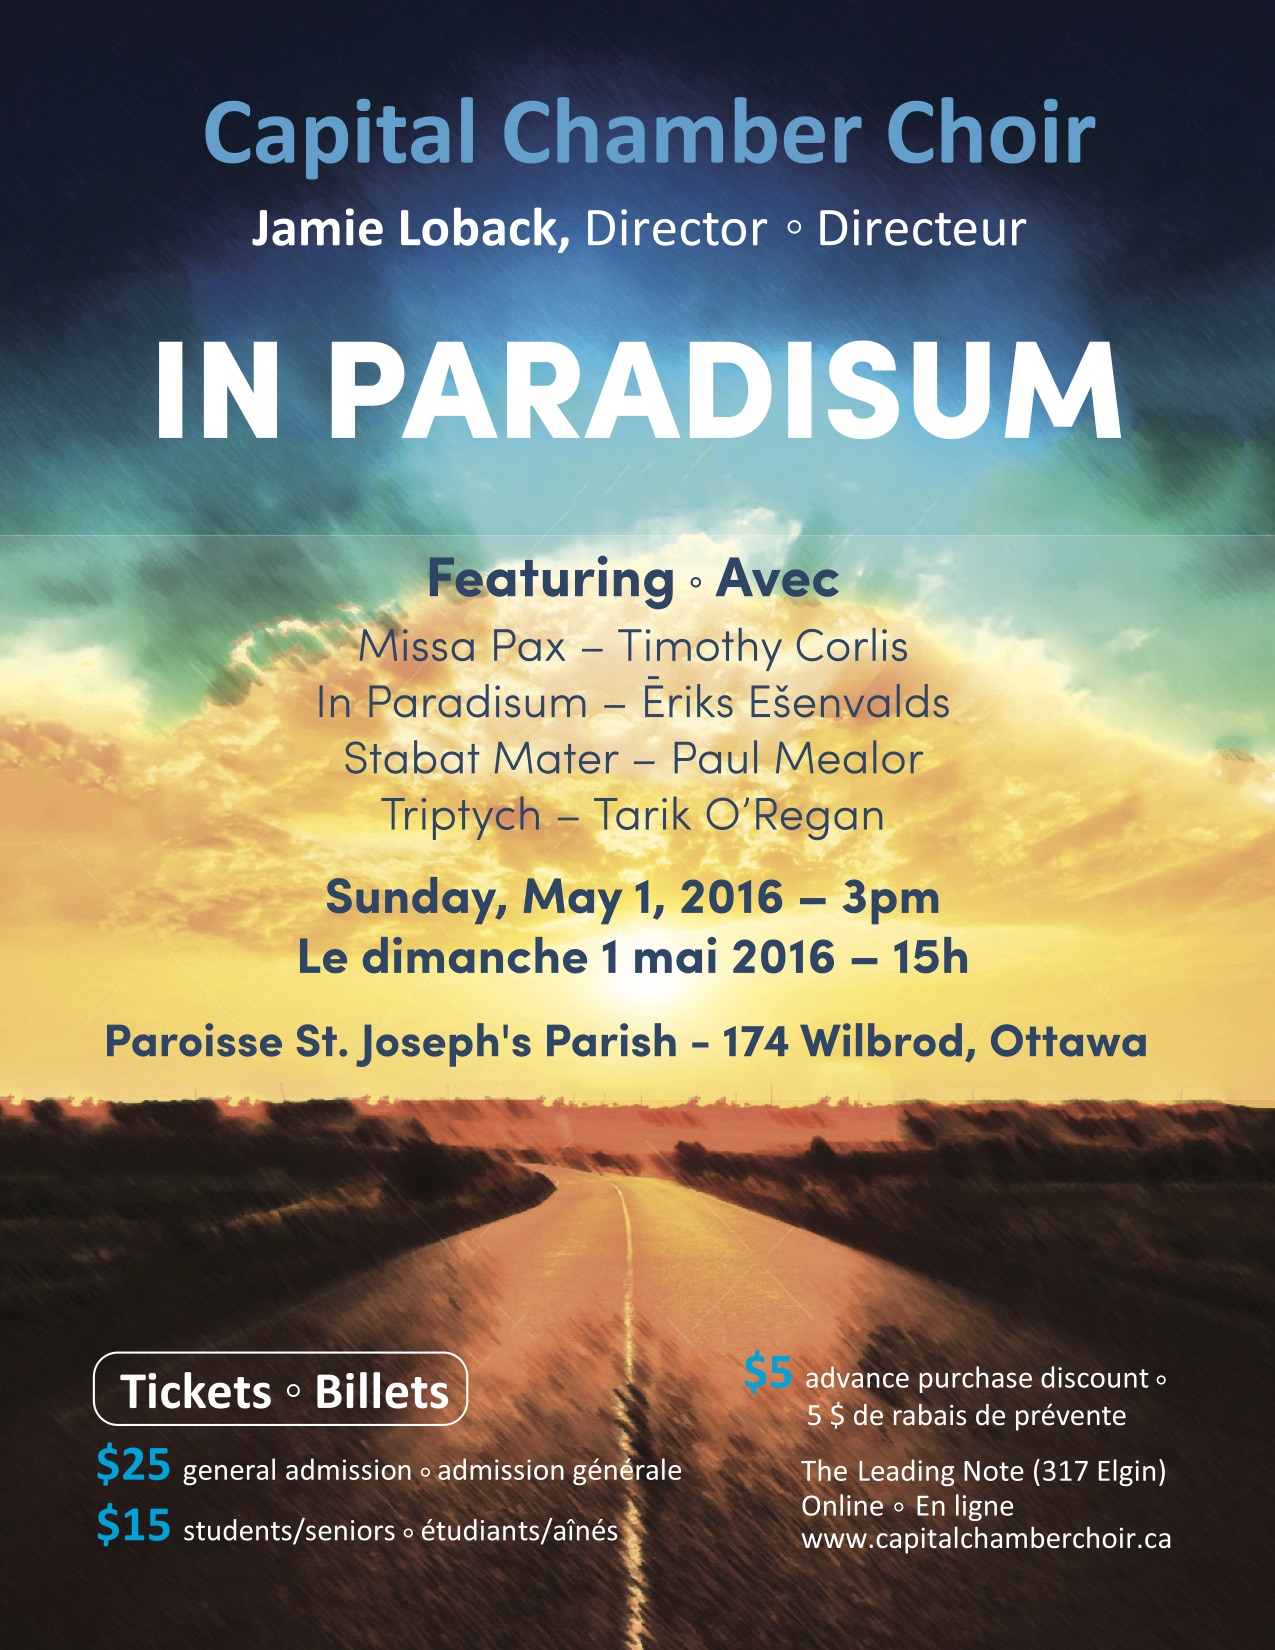 Capital Chamber Choir
Jamie Loback, Director ◦ Directeur
IN PARADISUM
Featuring ◦ Avec
Missa Pax – Timothy Corlis
In Paradisum – Ēriks Ešenvalds
Stabat Mater – Paul Mealor
Triptych – Tarik O’Regan
Sunday, May 1, 2016 – 3pm
Le dimanche 1 mai 2016 – 15h
Paroisse St. Joseph's Parish - 174 Wilbrod, Ottawa
Tickets ◦ Billets
$25 general admission ◦ admission générale
$15 students/seniors ◦ étudiants/aînés
$5 advance purchase discount ◦
5 $ de rabais de prévente
The Leading Note (317 Elgin)
Online ◦ En ligne
www.capitalchamberchoir.ca